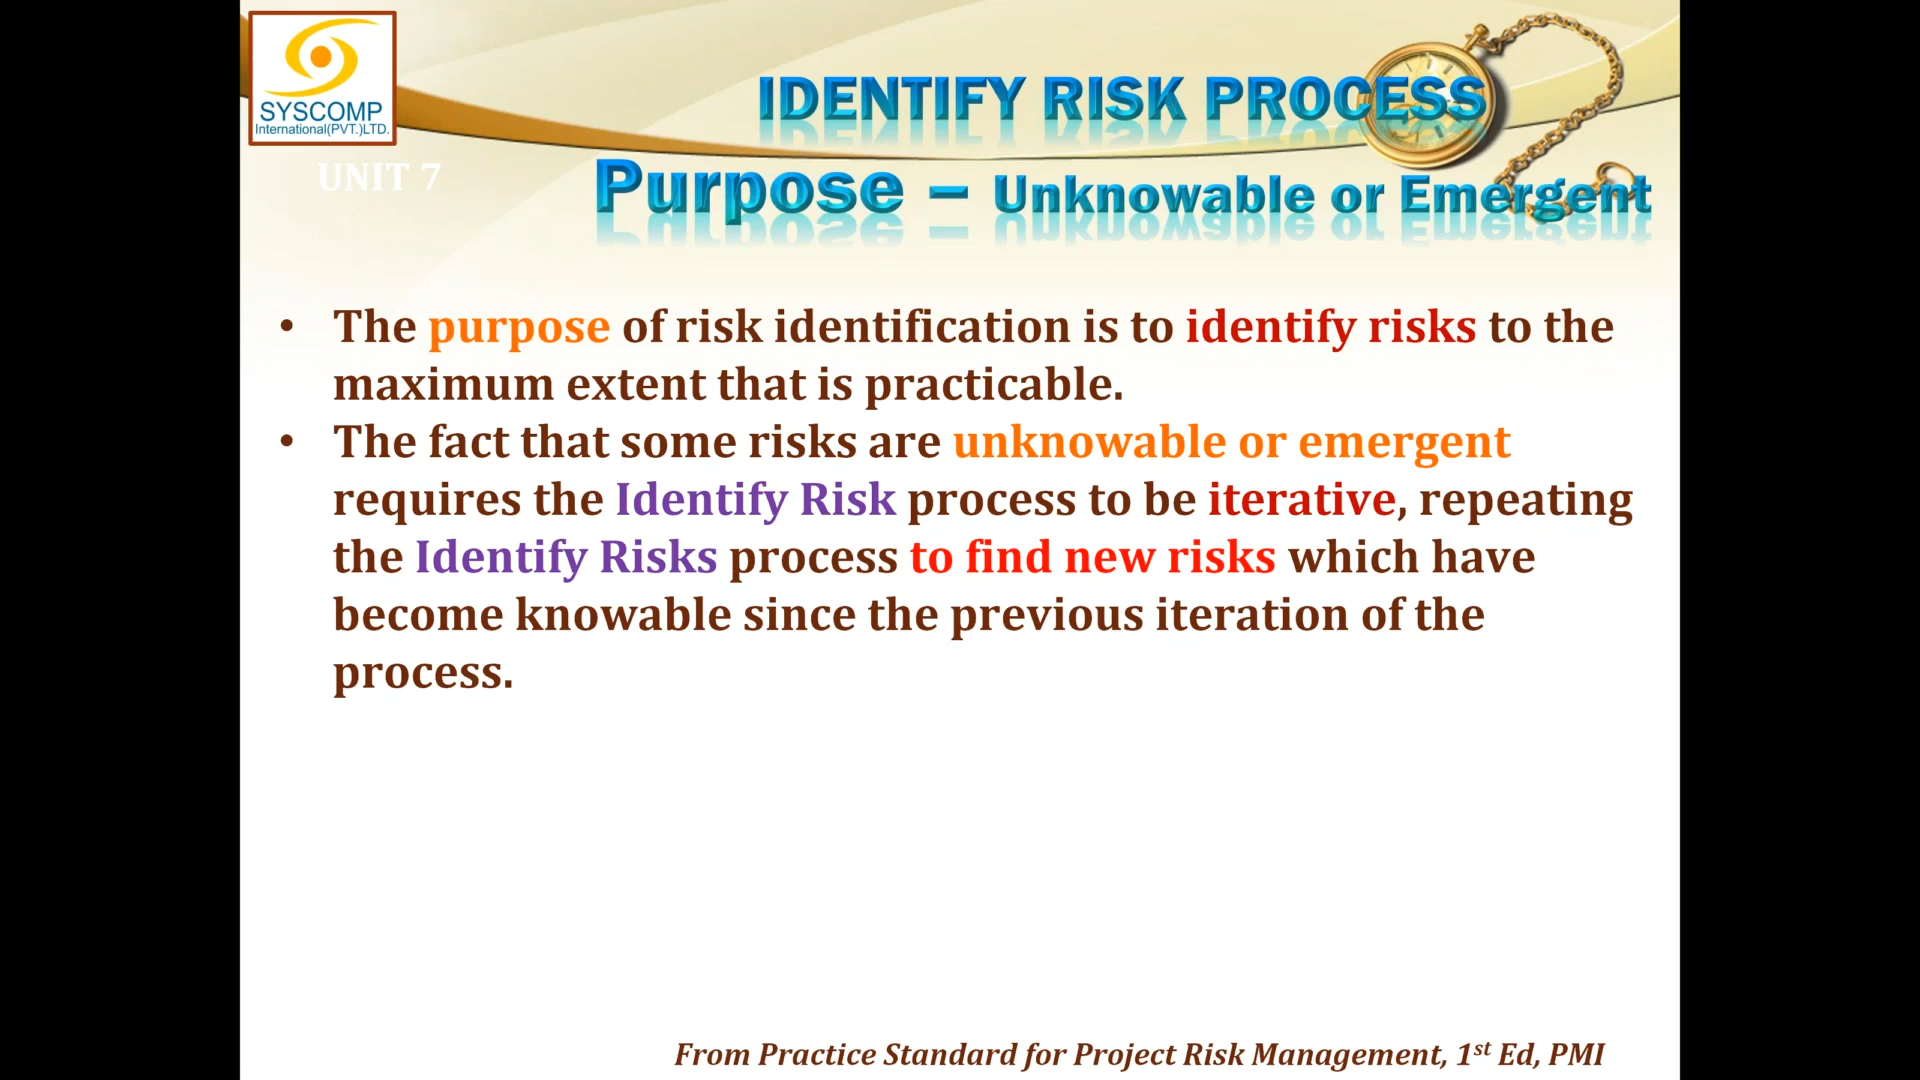 SYSCOMP
International(PVT.)LTD.
UNIT 7
IDENTIFY RISK PROCESS
Purpose – Unknowable or Emergent
• The purpose of risk identification is to identify risks to the
maximum extent that is practicable.
• The fact that some risks are unknowable or emergent
requires the Identify Risk process to be iterative, repeating
the Identify Risks process to find new risks which have
become knowable since the previous iteration of the
process.
From Practice Standard for Project Risk Management, 1st Ed, PMI